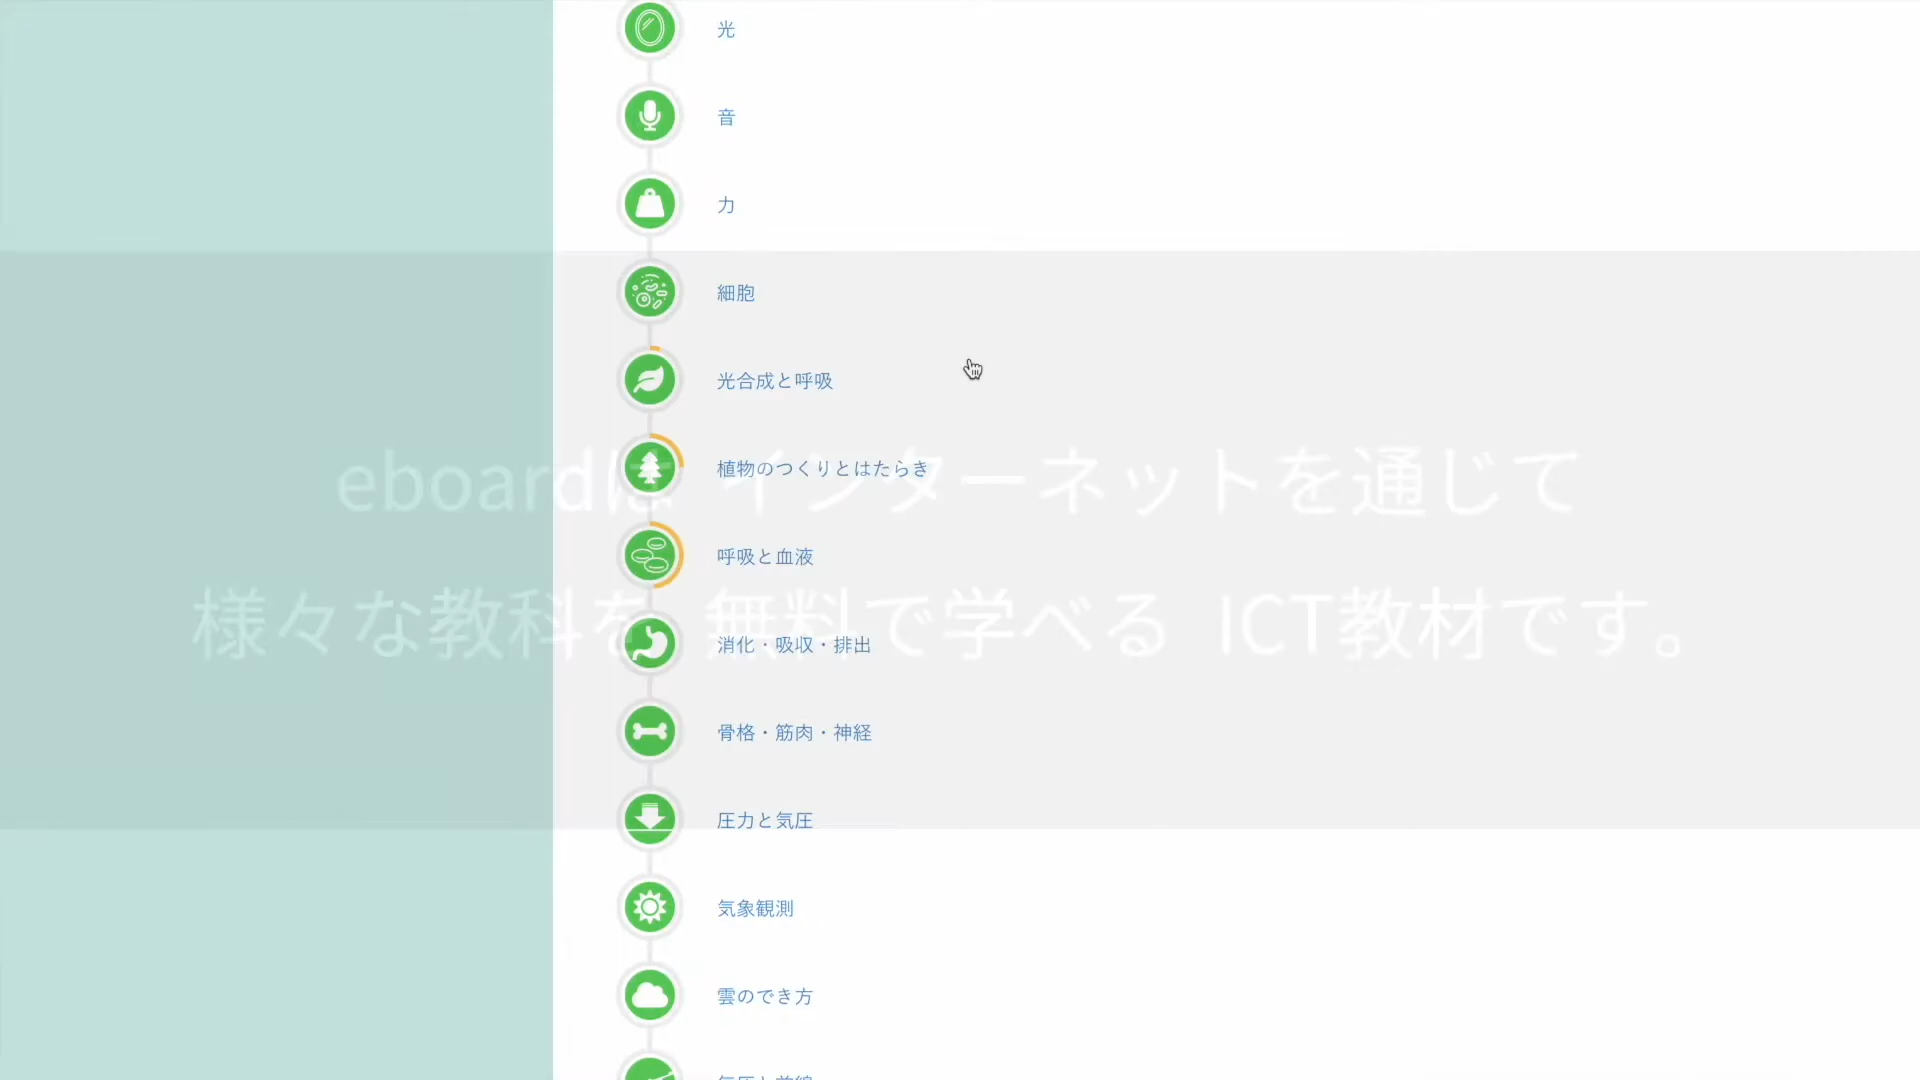 光
音
力
細胞
光合成と呼吸
植物のつくりとはたらき
eboardは インターネットを通じて
呼吸と血液
様々な教科を 無料で学べる ICT教材です。
消化・吸収・排出
骨格・筋肉・神経
圧力と気圧
気象観測
雲のでき方